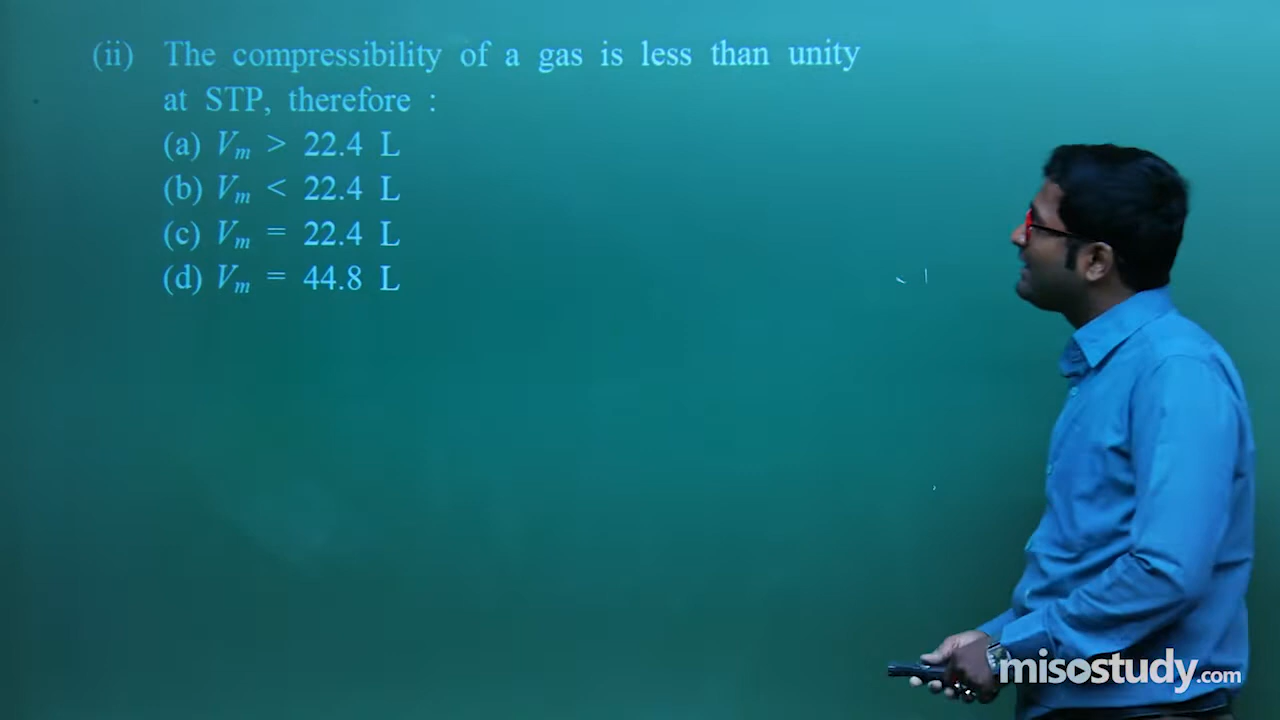 (ii) The compressibility of a gas is less than unity
at STP, therefore :
(a) Vm > 22.4 L
(b) Vm < 22.4 L
(c) Vm = 22.4 L
(d) Vm = 44.8 L
misostudy.com